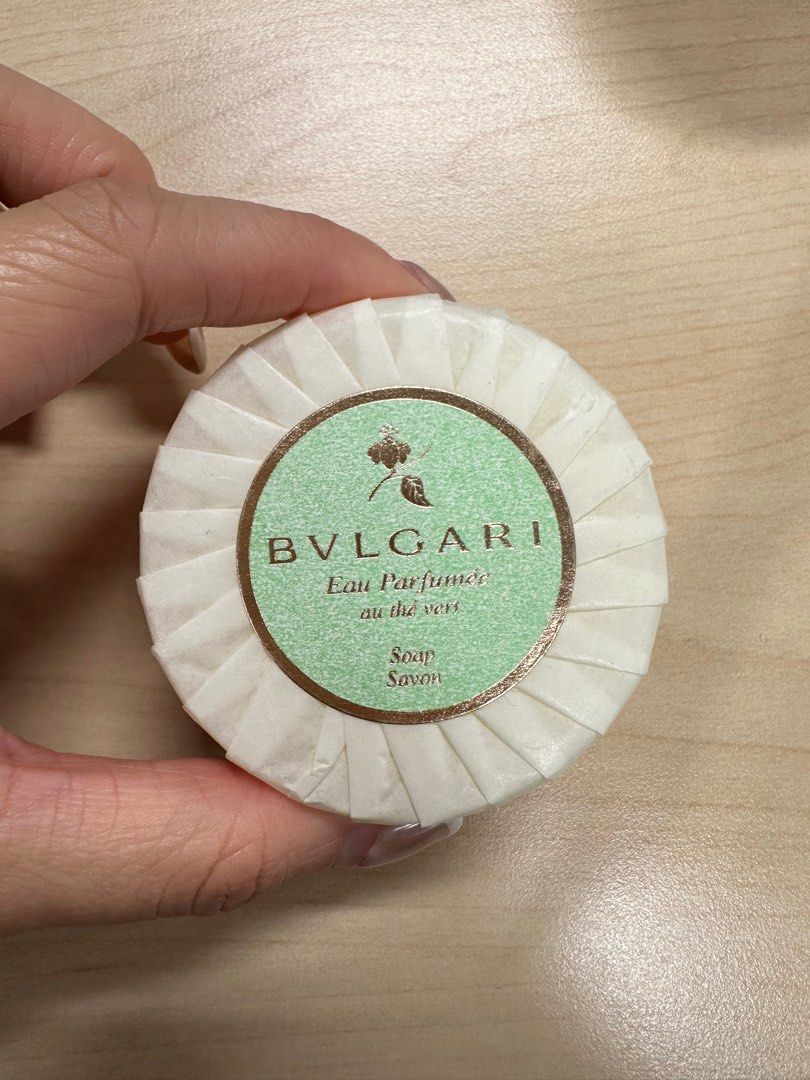 BVLGARI
Eau Parfumée
au thé vert
Soap
Savon